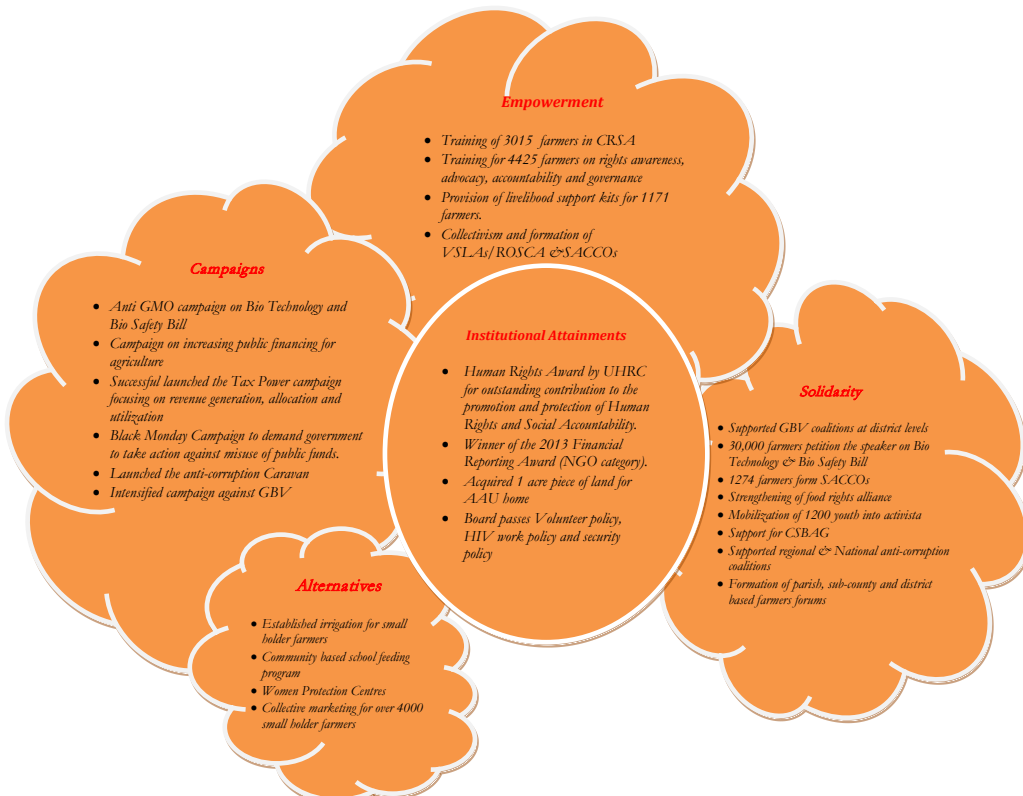 Empowerment
• Training of 3015 farmers in CRSA
• Training for 4425 farmers on rights awareness,
advocacy, accountability and governance
• Provision of livelihood support kits for 1171
farmers.
• Collectivism and formation of
VSLAs/ROSCA &SACCOs
Campaigns
• Anti GMO campaign on Bio Technology and
Bio Safety Bill
• Campaign on increasing public financing for
agriculture
• Successful launched the Tax Power campaign
focusing on revenue generation, allocation and
utilization
• Black Monday Campaign to demand government
to take action against misuse of public funds.
• Launched the anti-corruption Caravan
• Intensified campaign against GBV
Institutional Attainments
• Human Rights Award by UHRC
for outstanding contribution to the
promotion and protection of Human
Rights and Social Accountability.
• Winner of the 2013 Financial
Reporting Award (NGO category).
• Acquired 1 acre piece of land for
AAU home
• Board passes Volunteer policy,
HIV work policy and security
policy
Solidarity
• Supported GBV coalitions at district levels
• 30,000 farmers petition the speaker on Bio
Technology & Bio Safety Bill
• 1274 farmers form SACCOs
• Strengthening of food rights alliance
• Mobilization of 1200 youth into activista
• Support for CSBAG
• Supported regional & National anti-corruption
coalitions
• Formation of parish, sub-county and district
based farmers forums
Alternatives
• Established irrigation for small
holder farmers
• Community based school feeding
program
• Women Protection Centres
• Collective marketing for over 4000
small holder farmers